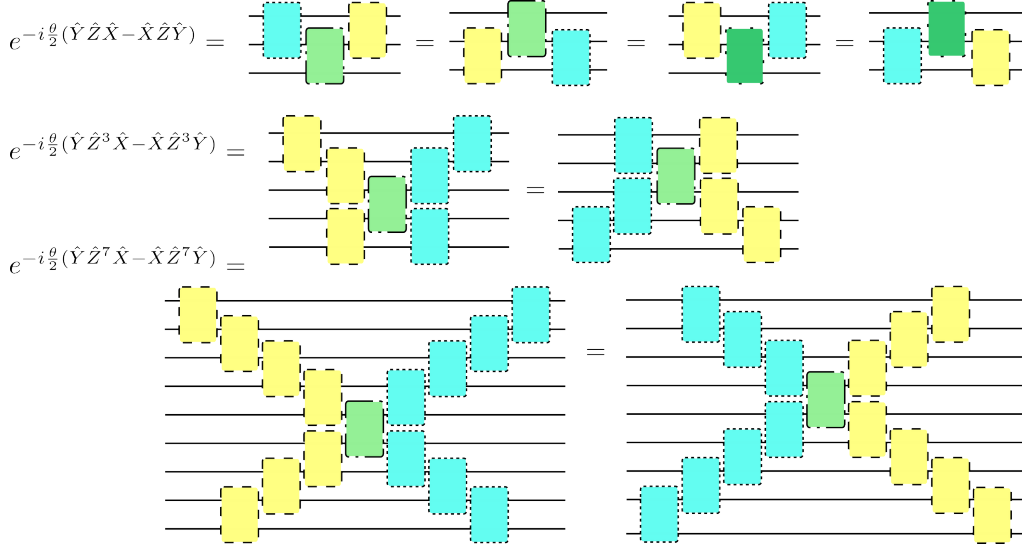 $e^{-i\frac{\theta}{2}(\hat{Y}\hat{Z}\hat{X}-\hat{X}\hat{Z}\hat{Y})} =$ $=$ $=$ $=$
$e^{-i\frac{\theta}{2}(\hat{Y}\hat{Z}^3\hat{X}-\hat{X}\hat{Z}^3\hat{Y})} =$ $=$
$e^{-i\frac{\theta}{2}(\hat{Y}\hat{Z}^7\hat{X}-\hat{X}\hat{Z}^7\hat{Y})} =$
$=$